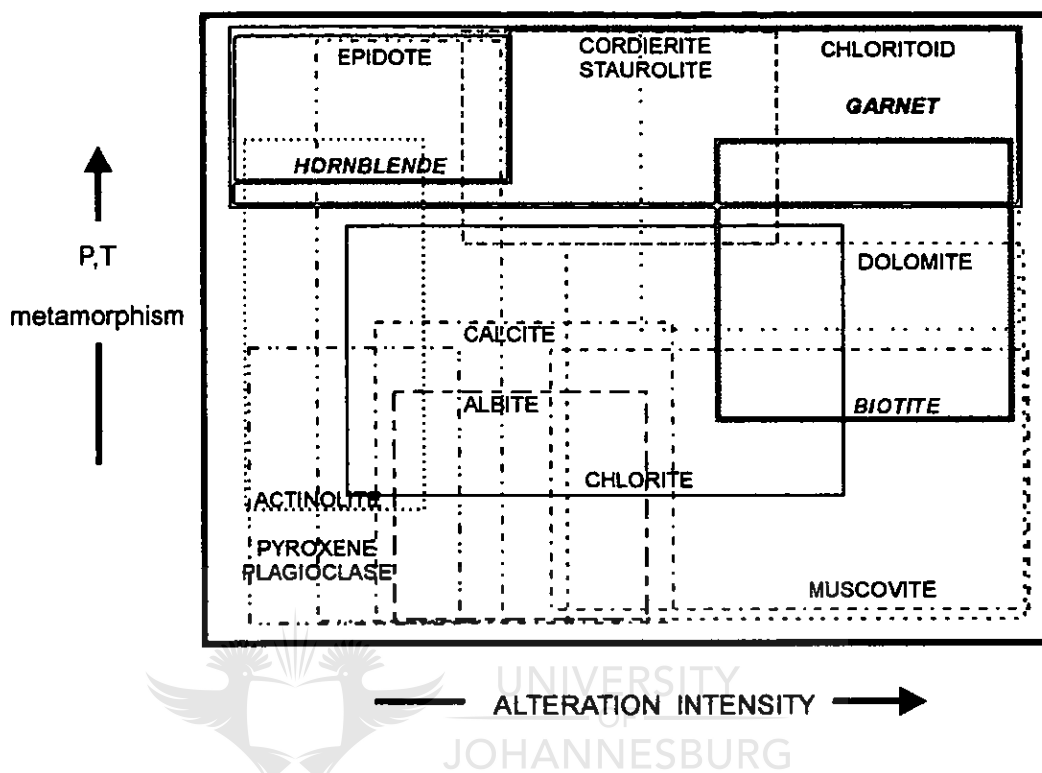 EPIDOTE
CORDIERITE
STAUROLITE
CHLORITOID
GARNET
HORNBLENDE
P,T
metamorphism
DOLOMITE
CALCITE
ALBITE
BIOTITE
CHLORITE
ACTINOLITE
PYROXENE
PLAGIOCLASE
MUSCOVITE
ALTERATION INTENSITY
UNIVERSITY
OF
JOHANNESBURG